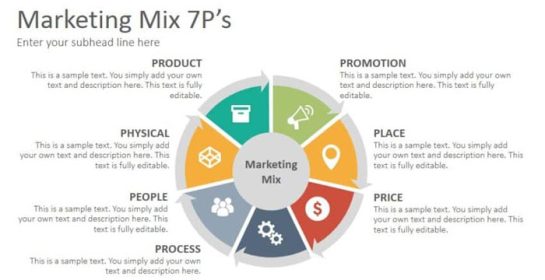 Marketing Mix 7P's
Enter your subhead line here
PRODUCT
This is a sample text. You simply add your own
text and description here. This text is fully
editable.
PROMOTION
This is a sample text. You simply add your own
text and description here. This text is fully
editable.
PHYSICAL
This is a sample text. You simply add
your own text and description here. This
text is fully editable.
PLACE
This is a sample text. You simply add
your own text and description here. This
text is fully editable.
PEOPLE
This is a sample text. You simply add
your own text and description here. This
text is fully editable.
PRICE
This is a sample text. You simply add
your own text and description here. This
text is fully editable.
PROCESS
This is a sample text. You simply add your own
text and description here. This text is fully
editable.
Marketing
Mix
$